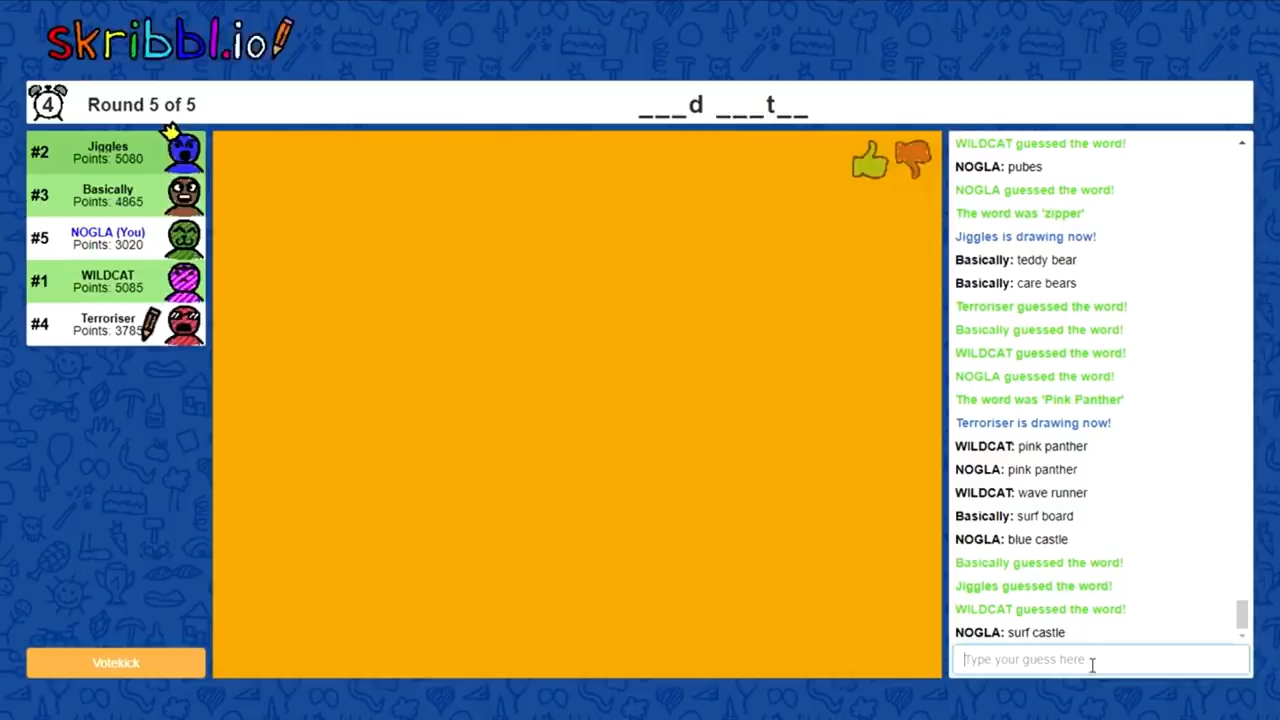 skribbl.io
4 Round 5 of 5 ___d ___t__
#2 Jiggles
Points: 5080
#3 Basically
Points: 4865
#5 NOGLA (You)
Points: 3020
#1 WILDCAT
Points: 5085
#4 Terroriser
Points: 3785
Votekick
WILDCAT guessed the word!
NOGLA: pubes
NOGLA guessed the word!
The word was 'zipper'
Jiggles is drawing now!
Basically: teddy bear
Basically: care bears
Terroriser guessed the word!
Basically guessed the word!
WILDCAT guessed the word!
NOGLA guessed the word!
The word was 'Pink Panther'
Terroriser is drawing now!
WILDCAT: pink panther
NOGLA: pink panther
WILDCAT: wave runner
Basically: surf board
NOGLA: blue castle
Basically guessed the word!
Jiggles guessed the word!
WILDCAT guessed the word!
NOGLA: surf castle
Type your guess here...